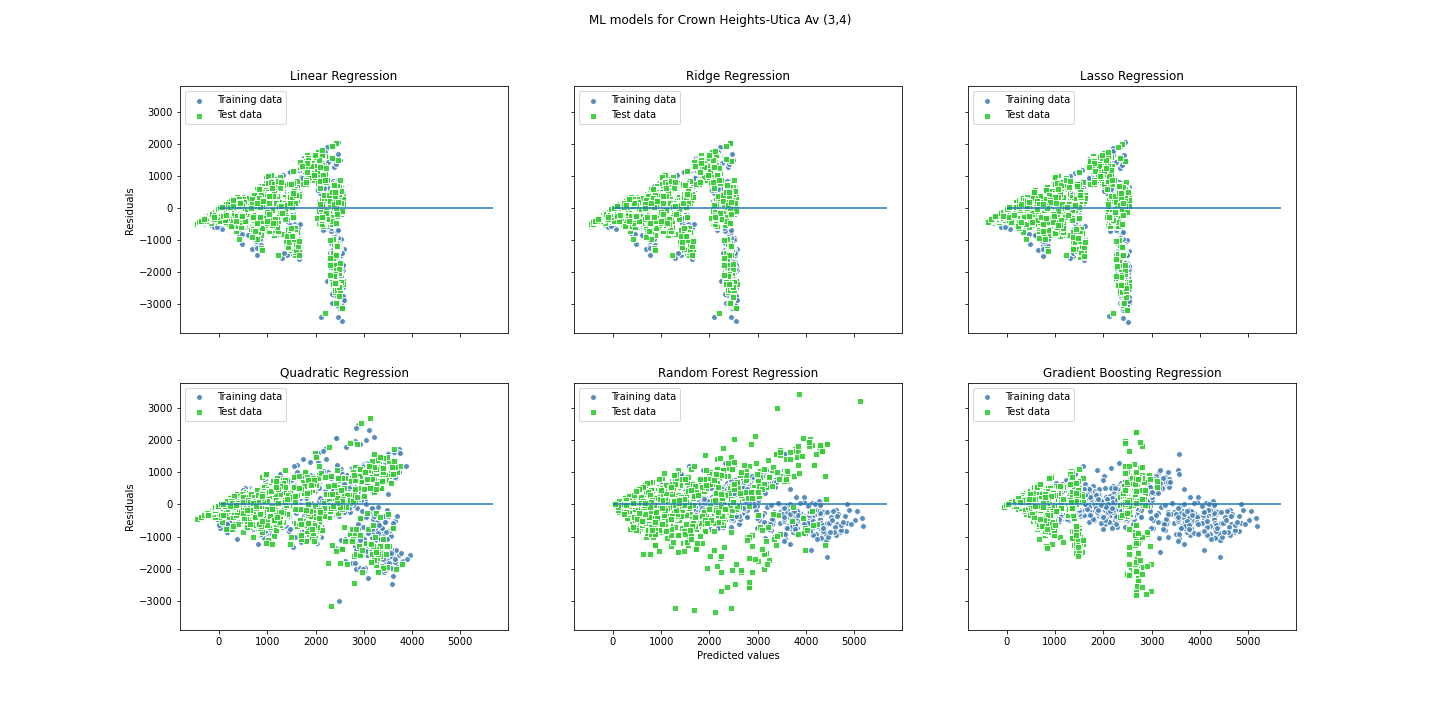 ML models for Crown Heights-Utica Av (3,4)
Linear Regression
Training data
Test data
3000
2000
1000
0
−1000
−2000
−3000
Residuals
Ridge Regression
Training data
Test data
Lasso Regression
Training data
Test data
Quadratic Regression
Training data
Test data
3000
2000
1000
0
−1000
−2000
−3000
Residuals
0 1000 2000 3000 4000 5000
Random Forest Regression
Training data
Test data
0 1000 2000 3000 4000 5000
Predicted values
Gradient Boosting Regression
Training data
Test data
0 1000 2000 3000 4000 5000